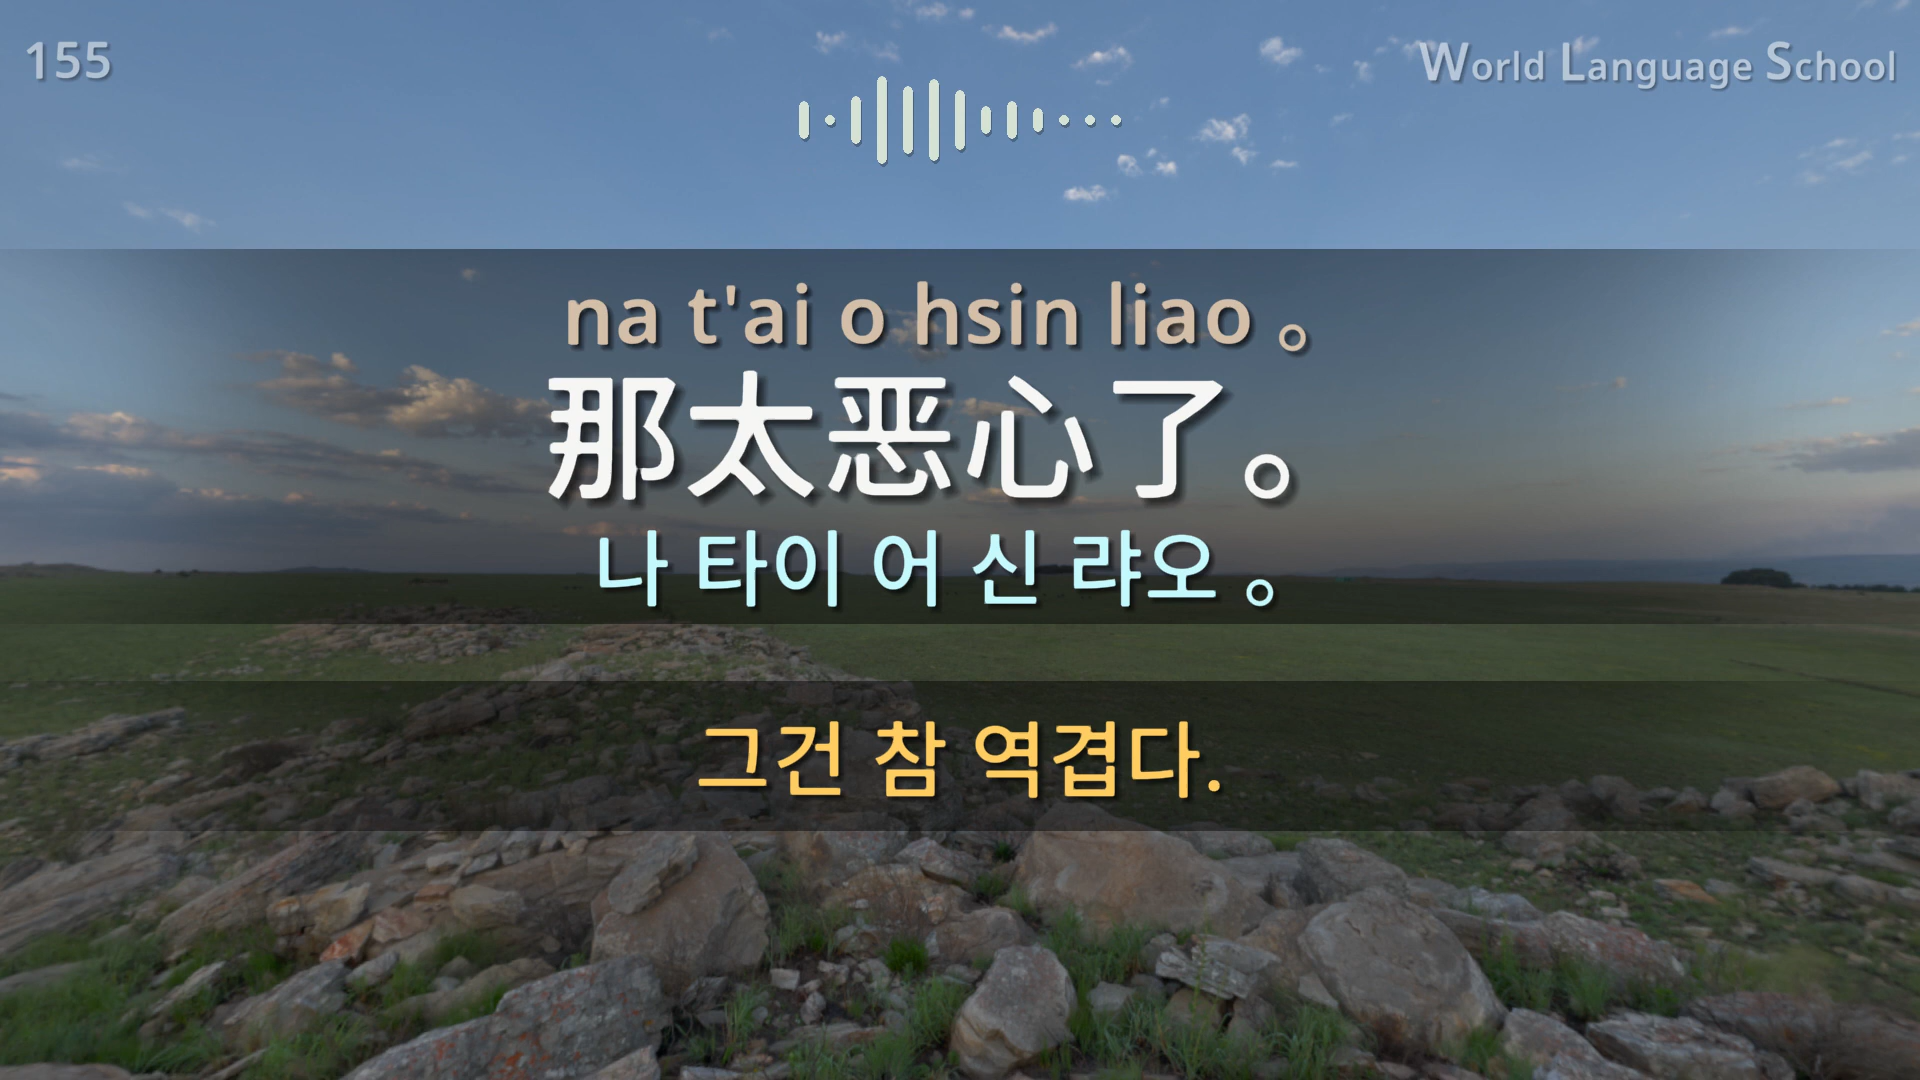 155
World Language School
na t'ai o hsin liao 。
那太恶心了。
나 타이 어 신 랴오 。
그건 참 역겹다.